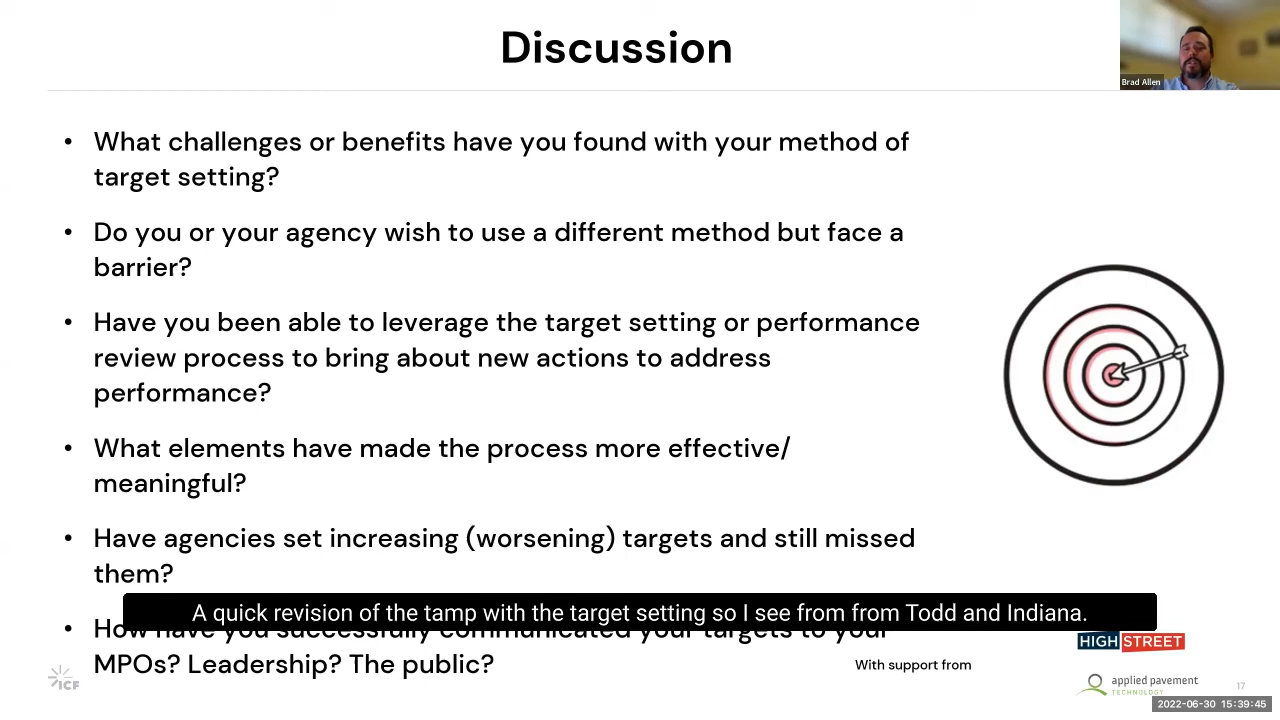 Discussion
Brad Allen
• What challenges or benefits have you found with your method of
target setting?
• Do you or your agency wish to use a different method but face a
barrier?
• Have you been able to leverage the target setting or performance
review process to bring about new actions to address
performance?
• What elements have made the process more effective/
meaningful?
• Have agencies set increasing (worsening) targets and still missed
them?
A quick revision of the tamp with the target setting so I see from from Todd and Indiana.
• How have you successfully communicated your targets to your
MPOs? Leadership? The public?
HIGH STREET
With support from
ICF
applied pavement
TECHNOLOGY
17
2022-06-30 15:39:45